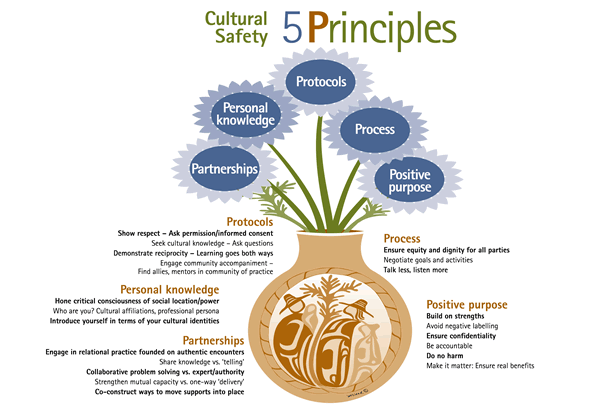 Cultural
Safety
5 Principles
Protocols
Personal
knowledge
Process
Partnerships
Positive
purpose
Protocols
Show respect – Ask permission/informed consent
Seek cultural knowledge – Ask questions
Demonstrate reciprocity – Learning goes both ways
Engage community accompaniment –
Find allies, mentors in community of practice
Personal knowledge
Hone critical consciousness of social location/power
Who are you? Cultural affiliations, professional persona
Introduce yourself in terms of your cultural identities
Partnerships
Engage in relational practice founded on authentic encounters
Share knowledge vs. ‘telling’
Collaborative problem solving vs. expert/authority
Strengthen mutual capacity vs. one-way ‘delivery’
Co-construct ways to move supports into place
Process
Ensure equity and dignity for all parties
Negotiate goals and activities
Talk less, listen more
Positive purpose
Build on strengths
Avoid negative labelling
Ensure confidentiality
Be accountable
Do no harm
Make it matter: Ensure real benefits